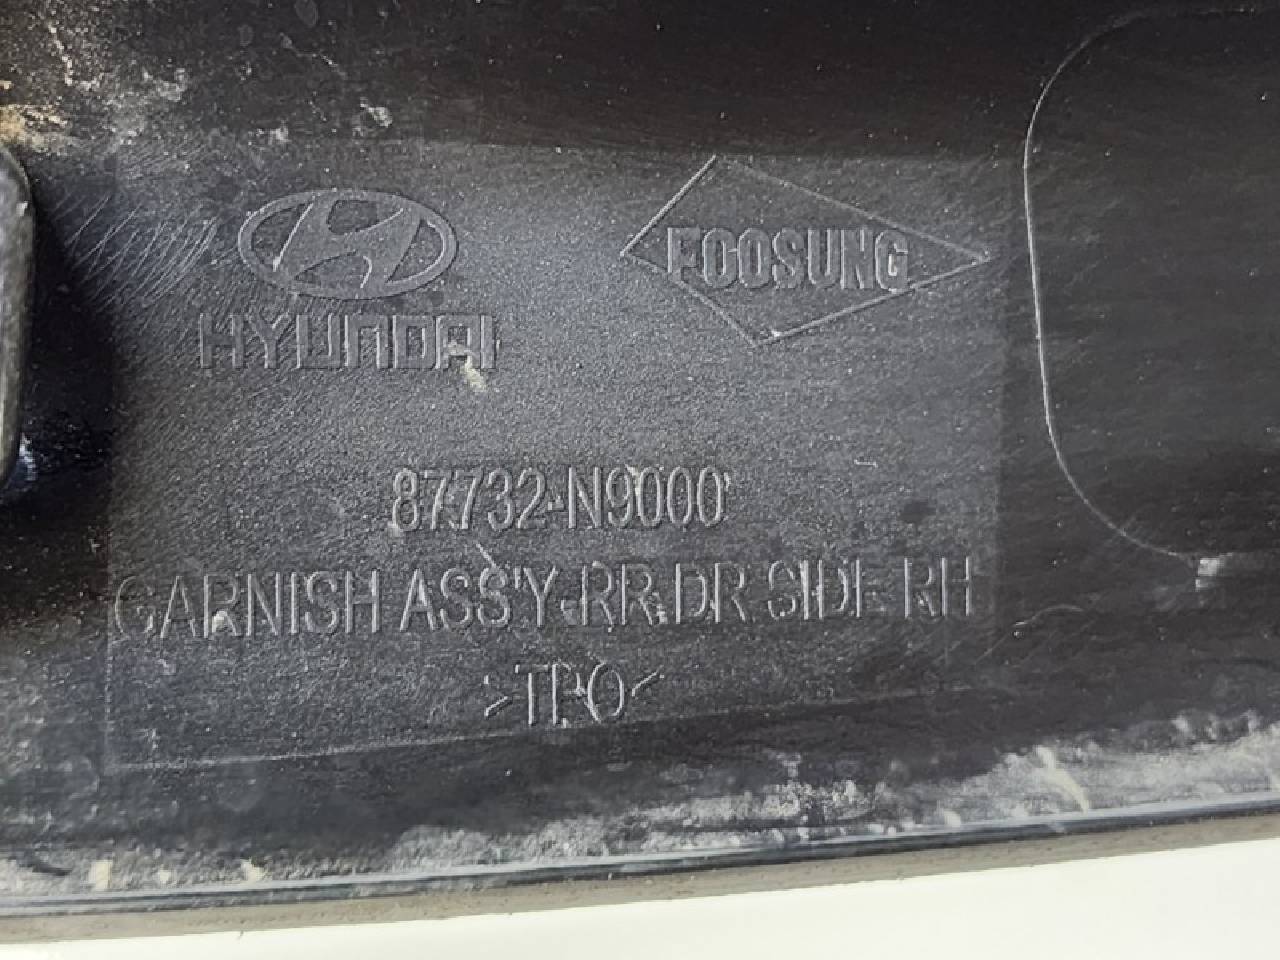 HYUNDAI
FOOSUNG
87732-N9000
GARNISH ASS'Y-RR DR SIDE RH
>TPO<